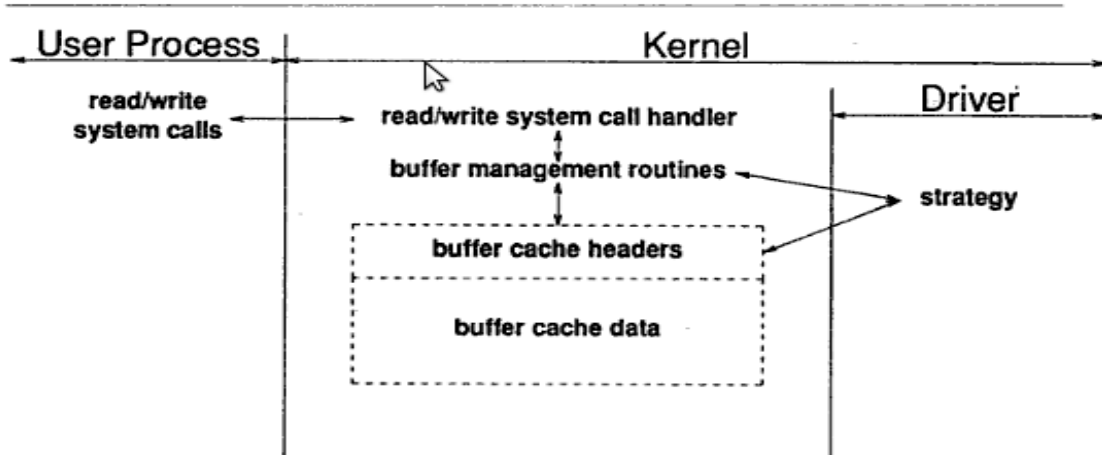 User Process
Kernel
Driver
read/write
system calls
read/write system call handler
buffer management routines
strategy
buffer cache headers
buffer cache data